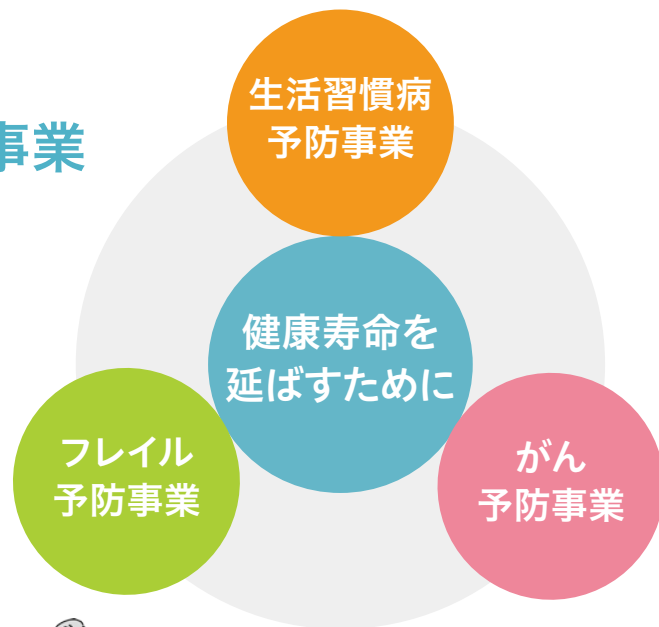 生活習慣病
予防事業
事業
健康寿命を
延ばすために
フレイル
予防事業
がん
予防事業